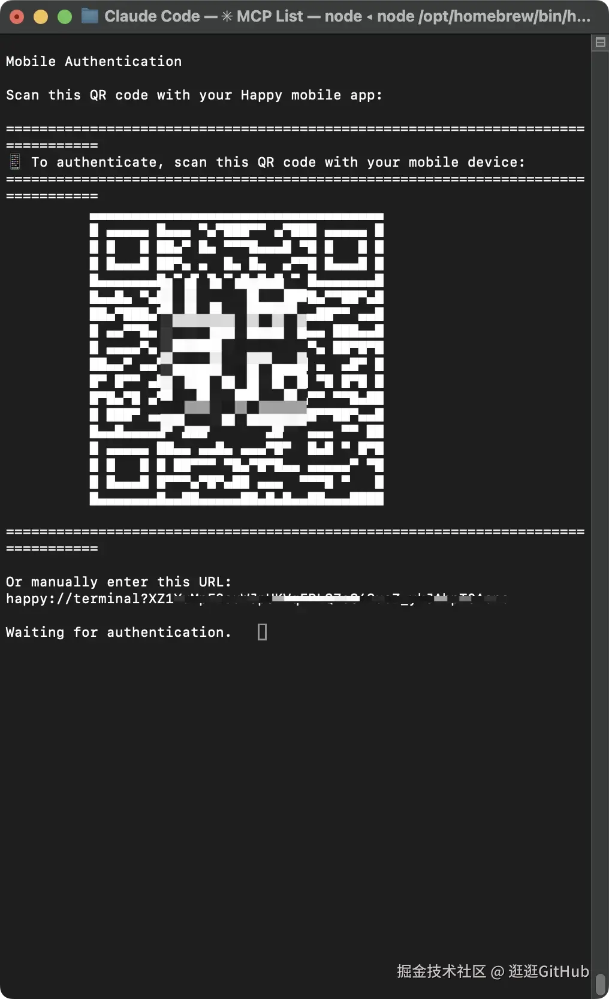 Claude Code — ✳ MCP List — node ◂ node /opt/homebrew/bin/h...
Mobile Authentication
Scan this QR code with your Happy mobile app:
=====================================================================
===========
📱 To authenticate, scan this QR code with your mobile device:
=====================================================================
===========
=====================================================================
===========
Or manually enter this URL:
happy://terminal?XZ1
Waiting for authentication.
掘金技术社区 @ 逛逛GitHub